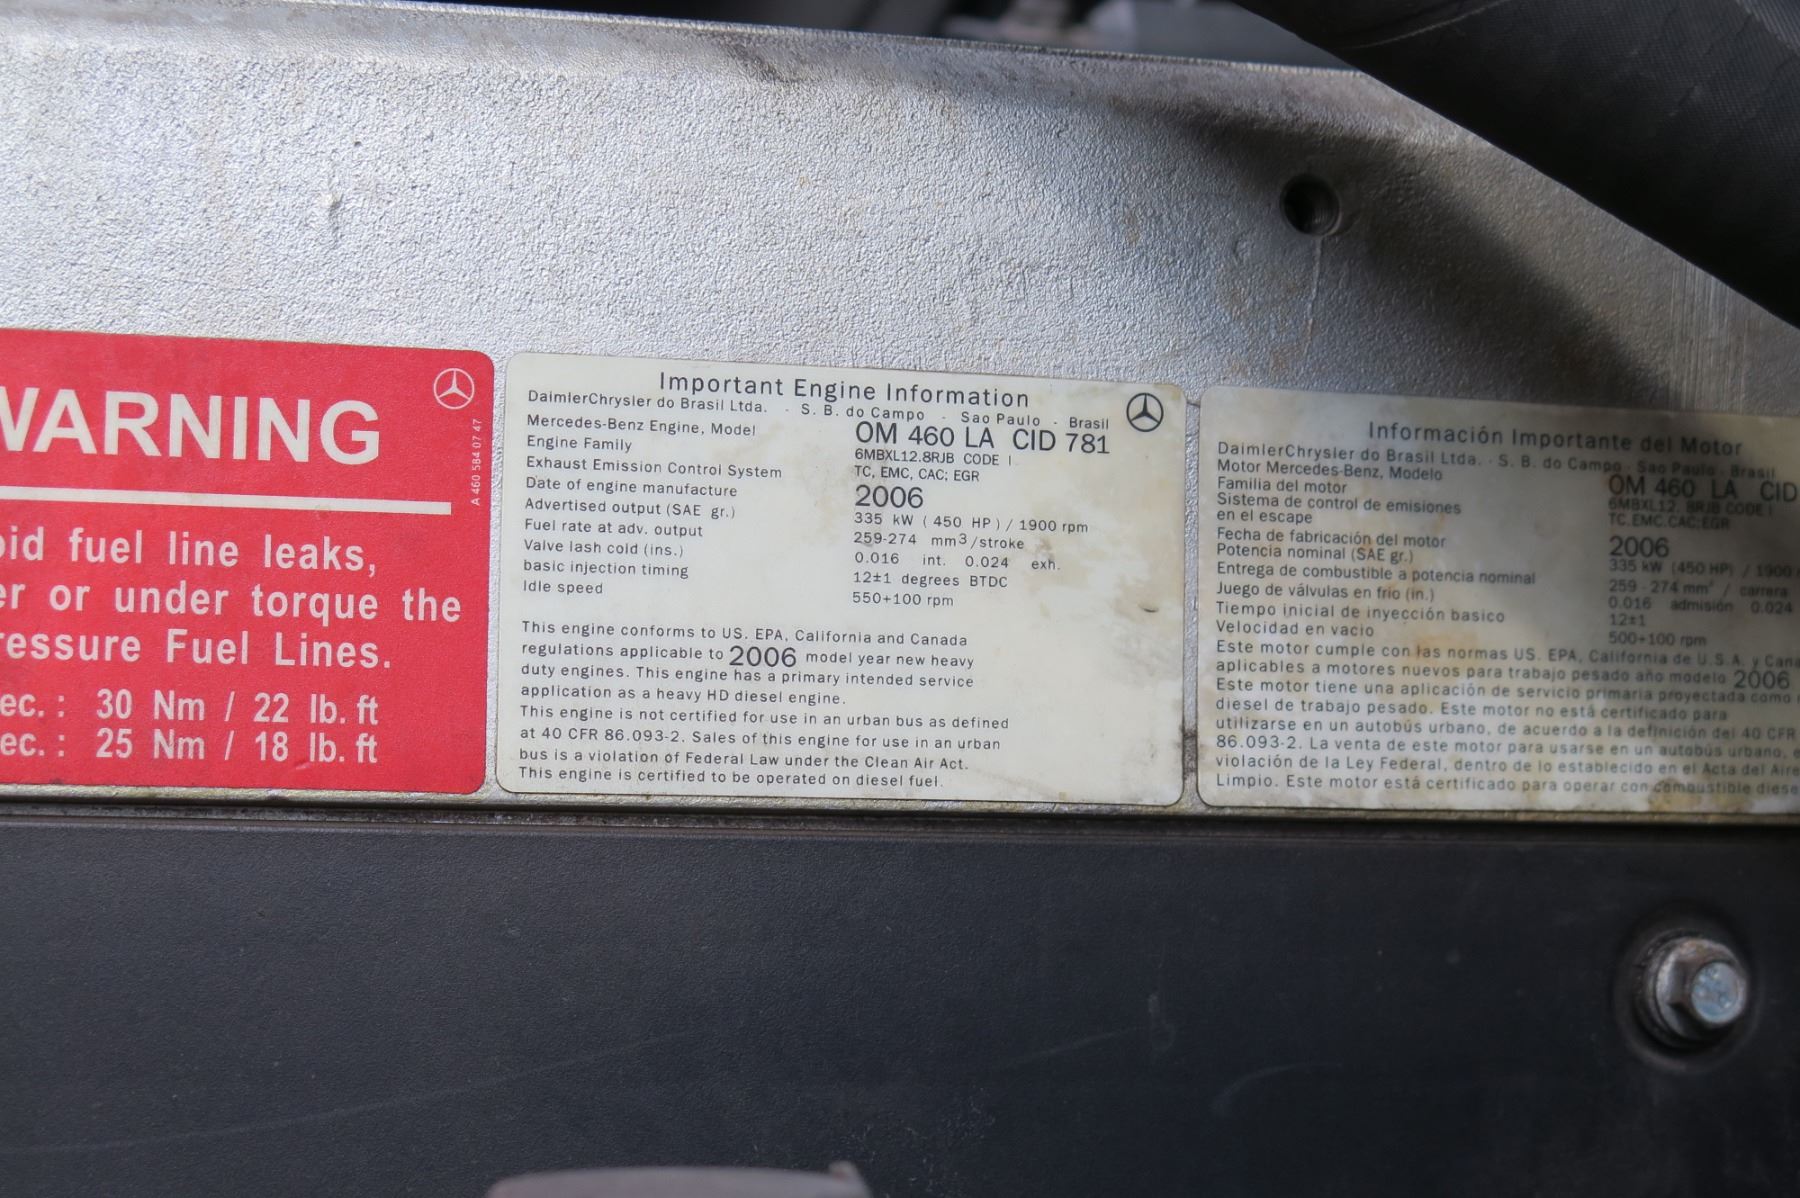 WARNING
A 460 584 07 47
oid fuel line leaks,
er or under torque the
ressure Fuel Lines.
ec.: 30 Nm / 22 lb. ft
ec.: 25 Nm / 18 lb. ft
Important Engine Information
DaimlerChrysler do Brasil Ltda. - S. B. do Campo - Sao Paulo - Brasil
Mercedes-Benz Engine, Model OM 460 LA CID 781
Engine Family 6MBXL12.8RJB CODE I
Exhaust Emission Control System TC, EMC, CAC; EGR
Date of engine manufacture 2006
Advertised output (SAE gr.) 335 kW ( 450 HP ) / 1900 rpm
Fuel rate at adv. output 259-274 mm3/stroke
Valve lash cold (ins.) 0.016 int. 0.024 exh.
basic injection timing 12±1 degrees BTDC
Idle speed 550+100 rpm
This engine conforms to US. EPA, California and Canada
regulations applicable to 2006 model year new heavy
duty engines. This engine has a primary intended service
application as a heavy HD diesel engine.
This engine is not certified for use in an urban bus as defined
at 40 CFR 86.093-2. Sales of this engine for use in an urban
bus is a violation of Federal Law under the Clean Air Act.
This engine is certified to be operated on diesel fuel.
Información Importante del Motor
DaimlerChrysler do Brasil Ltda. - S. B. do Campo - Sao Paulo - Brasil
Motor Mercedes-Benz, Modelo OM 460 LA CID
Familia del motor 6MBXL12. 8RJB CODE I
Sistema de control de emisiones TC.EMC.CAC;EGR
en el escape
Fecha de fabricación del motor 2006
Potencia nominal (SAE gr.) 335 kW (450 HP) / 1900
Entrega de combustible a potencia nominal 259 - 274 mm³ / carrera
Juego de válvulas en frío (in.) 0.016 admisión 0.024
Tiempo inicial de inyección basico 12±1
Velocidad en vacio 500+100 rpm
Este motor cumple con las normas US. EPA, California de U.S.A. y Cana
aplicables a motores nuevos para trabajo pesado año modelo 2006
Este motor tiene una aplicación de servicio primaria proyectada como
diesel de trabajo pesado. Este motor no está certificado para
utilizarse en un autobús urbano, de acuerdo a la definición del 40 CFR
86.093-2. La venta de este motor para usarse en un autobús urbano, e
violación de la Ley Federal, dentro de lo establecido en el Acta del Aire
Limpio. Este motor está certificado para operar con combustible diese